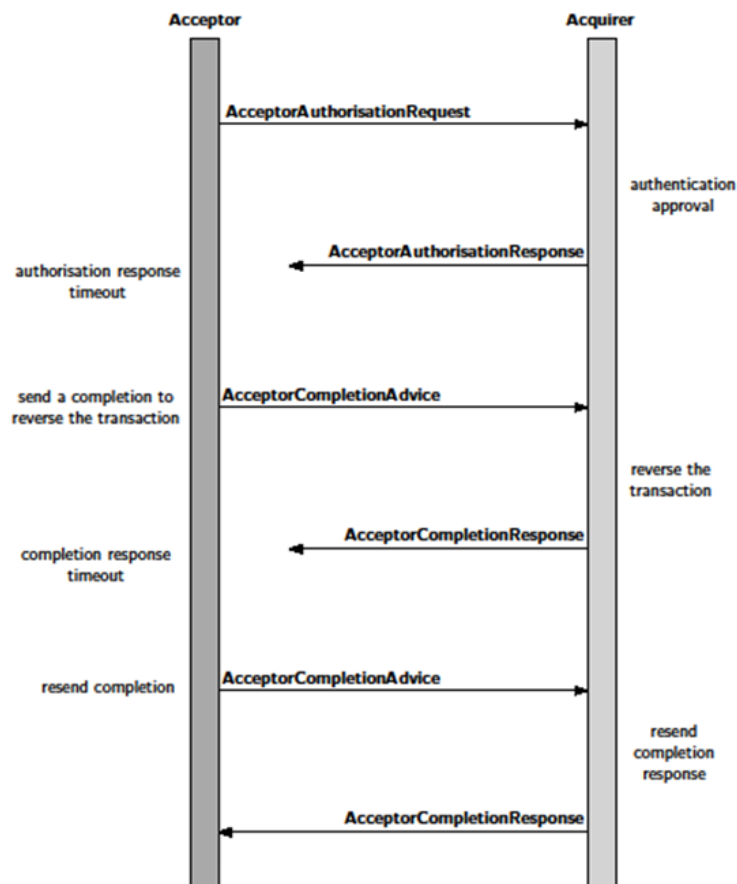 Acceptor
Acquirer
AcceptorAuthorisationRequest
authentication
approval
AcceptorAuthorisationResponse
authorisation response
timeout
send a completion to
reverse the transaction
AcceptorCompletionAdvice
reverse the
transaction
AcceptorCompletionResponse
completion response
timeout
resend completion
AcceptorCompletionAdvice
resend
completion
response
AcceptorCompletionResponse